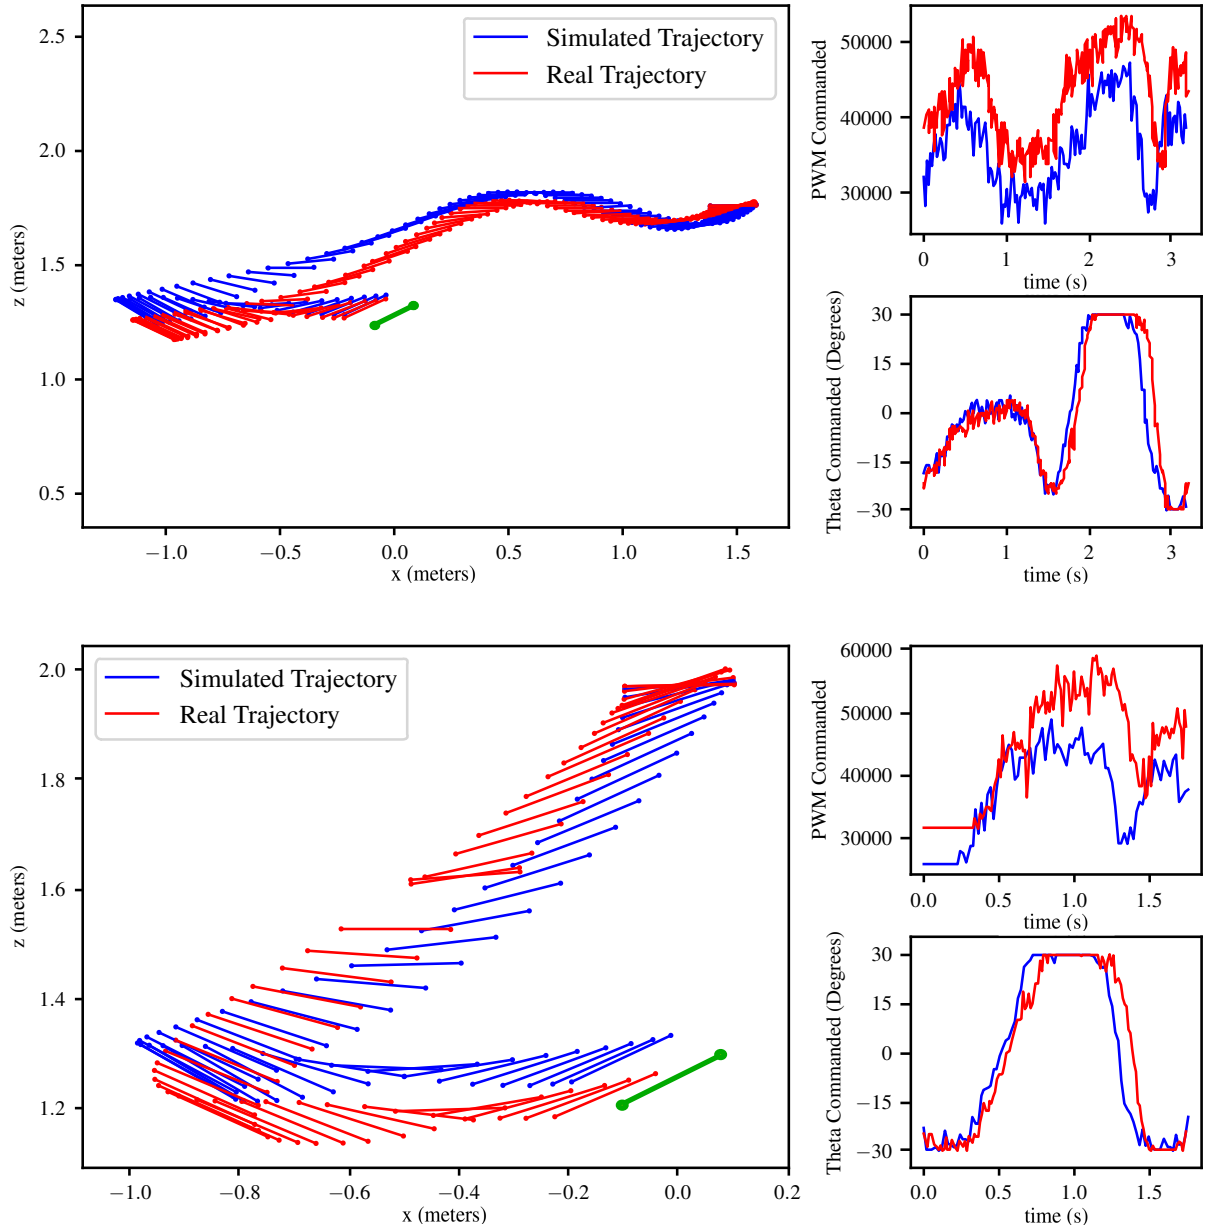 2.5
2.0
1.5
1.0
0.5
z (meters)
Simulated Trajectory
Real Trajectory
−1.0 −0.5 0.0 0.5 1.0 1.5
x (meters)
50000
40000
30000
PWM Commanded
0 1 2 3
time (s)
30
15
0
−15
−30
Theta Commanded (Degrees)
0 1 2 3
time (s)
2.0
1.8
1.6
1.4
1.2
z (meters)
Simulated Trajectory
Real Trajectory
−1.0 −0.8 −0.6 −0.4 −0.2 0.0 0.2
x (meters)
60000
50000
40000
30000
PWM Commanded
0.0 0.5 1.0 1.5
time (s)
30
15
0
−15
−30
Theta Commanded (Degrees)
0.0 0.5 1.0 1.5
time (s)